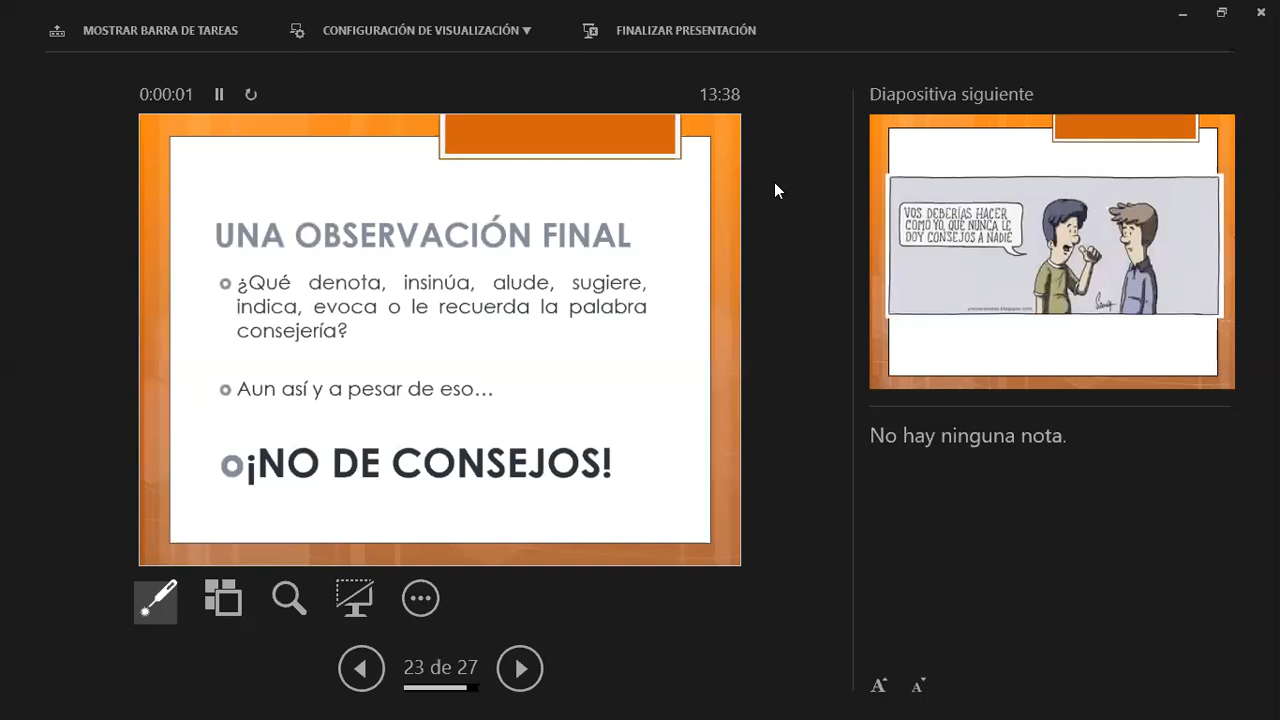 MOSTRAR BARRA DE TAREAS
CONFIGURACIÓN DE VISUALIZACIÓN
FINALIZAR PRESENTACIÓN
0:00:01
13:38
UNA OBSERVACIÓN FINAL
¿Qué denota, insinúa, alude, sugiere,
indica, evoca o le recuerda la palabra
consejería?
Aun así y a pesar de eso...
¡NO DE CONSEJOS!
23 de 27
Diapositiva siguiente
VOS DEBERÍAS HACER
COMO YO, QUE NUNCA LE
DOY CONSEJOS A NADIE
No hay ninguna nota.
A
A